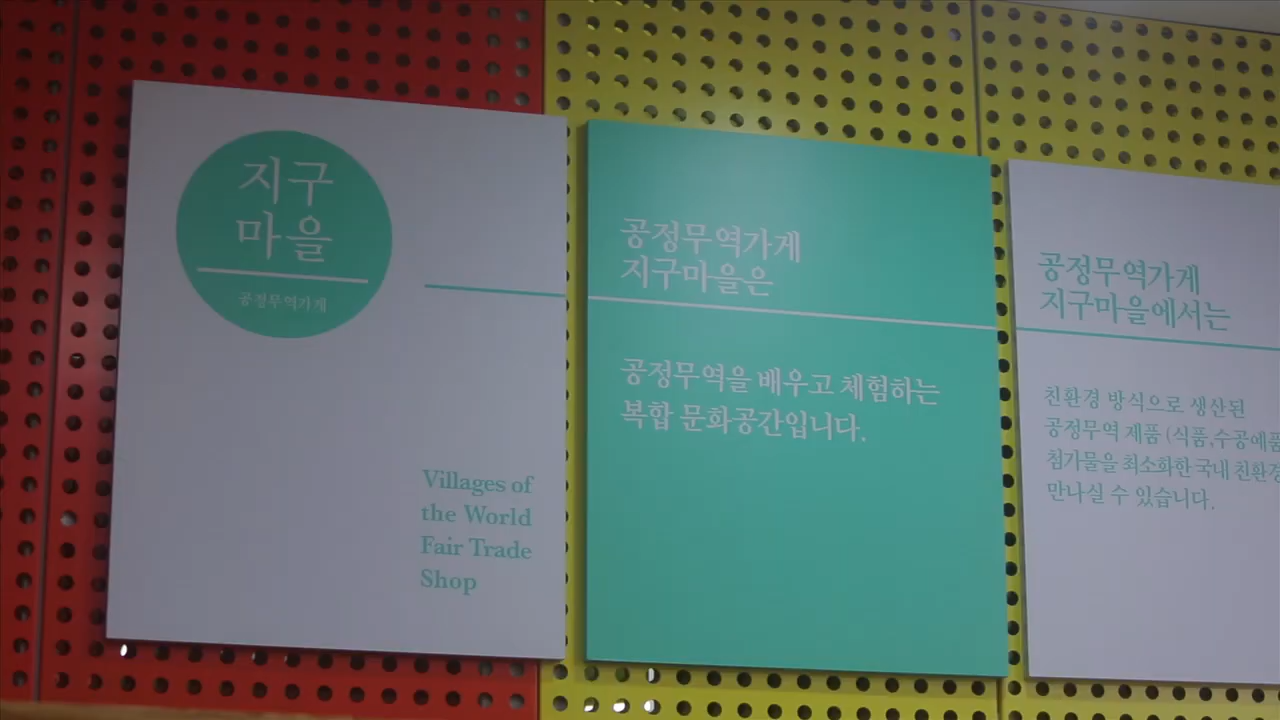 지구
마을
공정무역가게
Villages of
the World
Fair Trade
Shop
공정무역가게
지구마을은
공정무역을 배우고 체험하는
복합 문화공간입니다.
공정무역가게
지구마을에서는
친환경 방식으로 생산된
공정무역 제품 (식품,수공예품
첨가물을 최소화한 국내 친환경
만나실 수 있습니다.